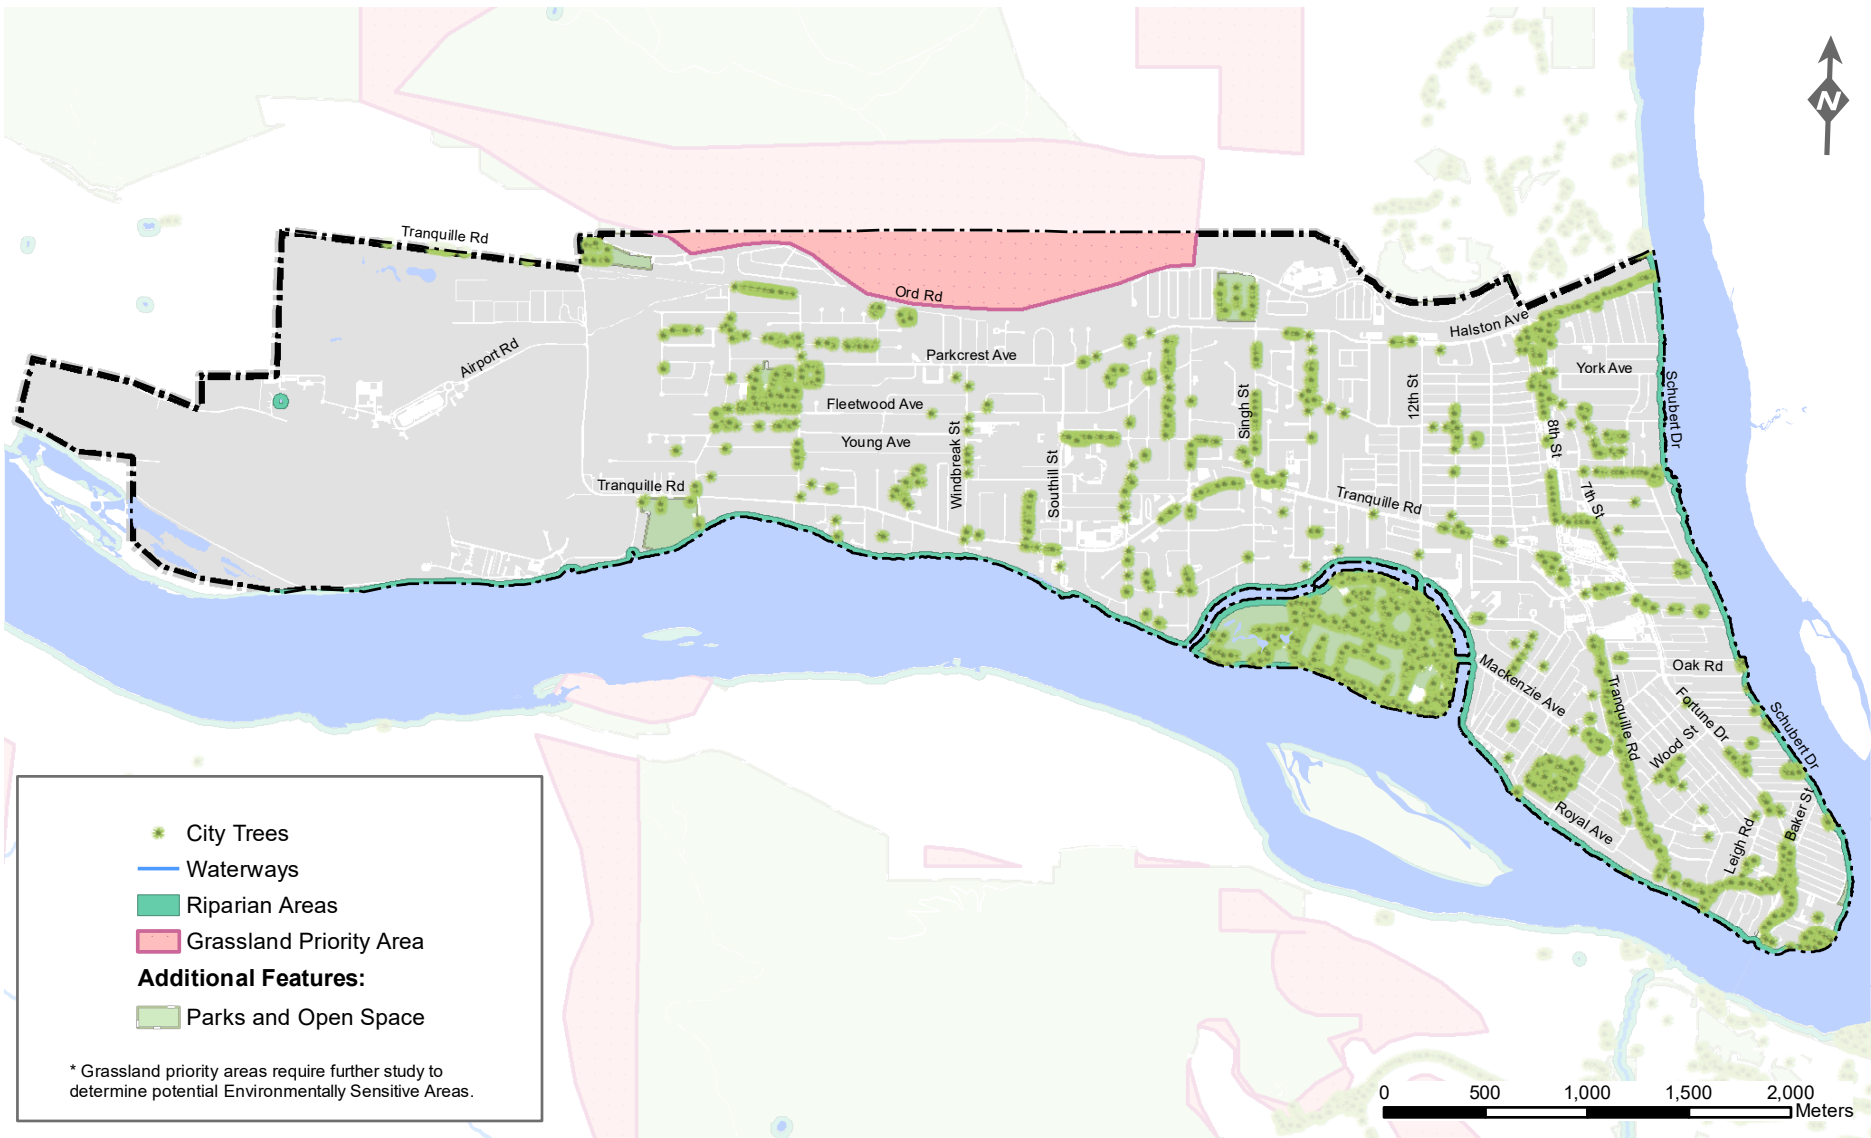 N
Tranquille Rd
Ord Rd
Halston Ave
Airport Rd
Parkcrest Ave
York Ave
Schubert Dr
12th St
Singh St
Fleetwood Ave
Young Ave
8th St
Windbreak St
Southill St
Tranquille Rd
Tranquille Rd
7th St
Oak Rd
Mackenzie Ave
Tranquille Rd
Fortune Dr
Wood St
Schubert Dr
Royal Ave
Leigh Rd
Baker St
City Trees
Waterways
Riparian Areas
Grassland Priority Area
Additional Features:
Parks and Open Space
* Grassland priority areas require further study to
determine potential Environmentally Sensitive Areas.
0 500 1,000 1,500 2,000
Meters